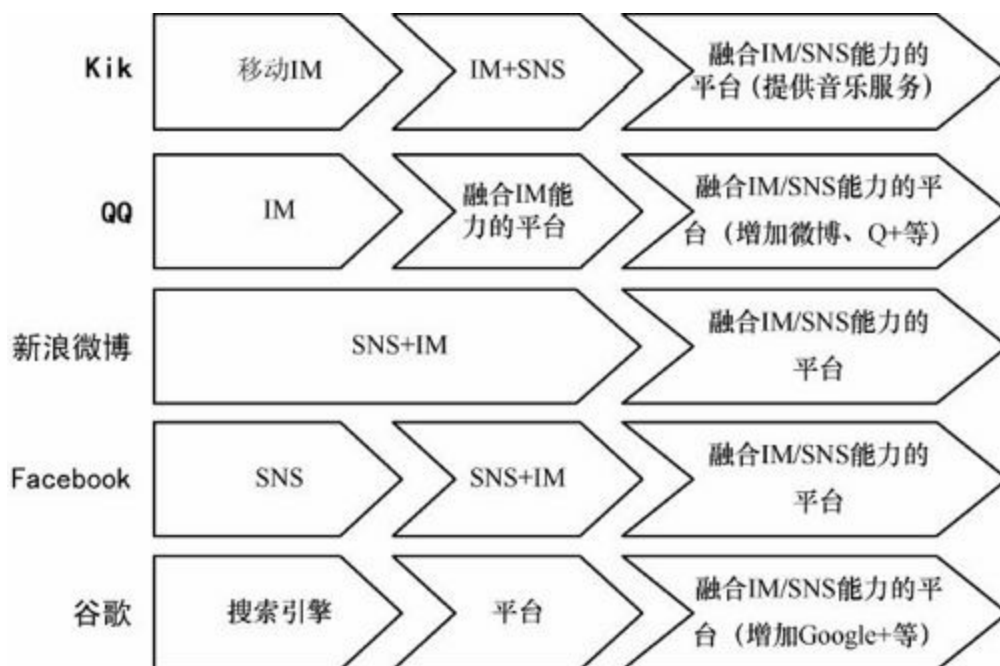 Kik
移动IM
IM+SNS
融合IM/SNS能力的
平台(提供音乐服务)
QQ
IM
融合IM能
力的平台
融合IM/SNS能力的平
台（增加微博、Q+等）
新浪微博
SNS+IM
融合IM/SNS能力的
平台
Facebook
SNS
SNS+IM
融合IM/SNS能力的
平台
谷歌
搜索引擎
平台
融合IM/SNS能力的平
台（增加Google+等）